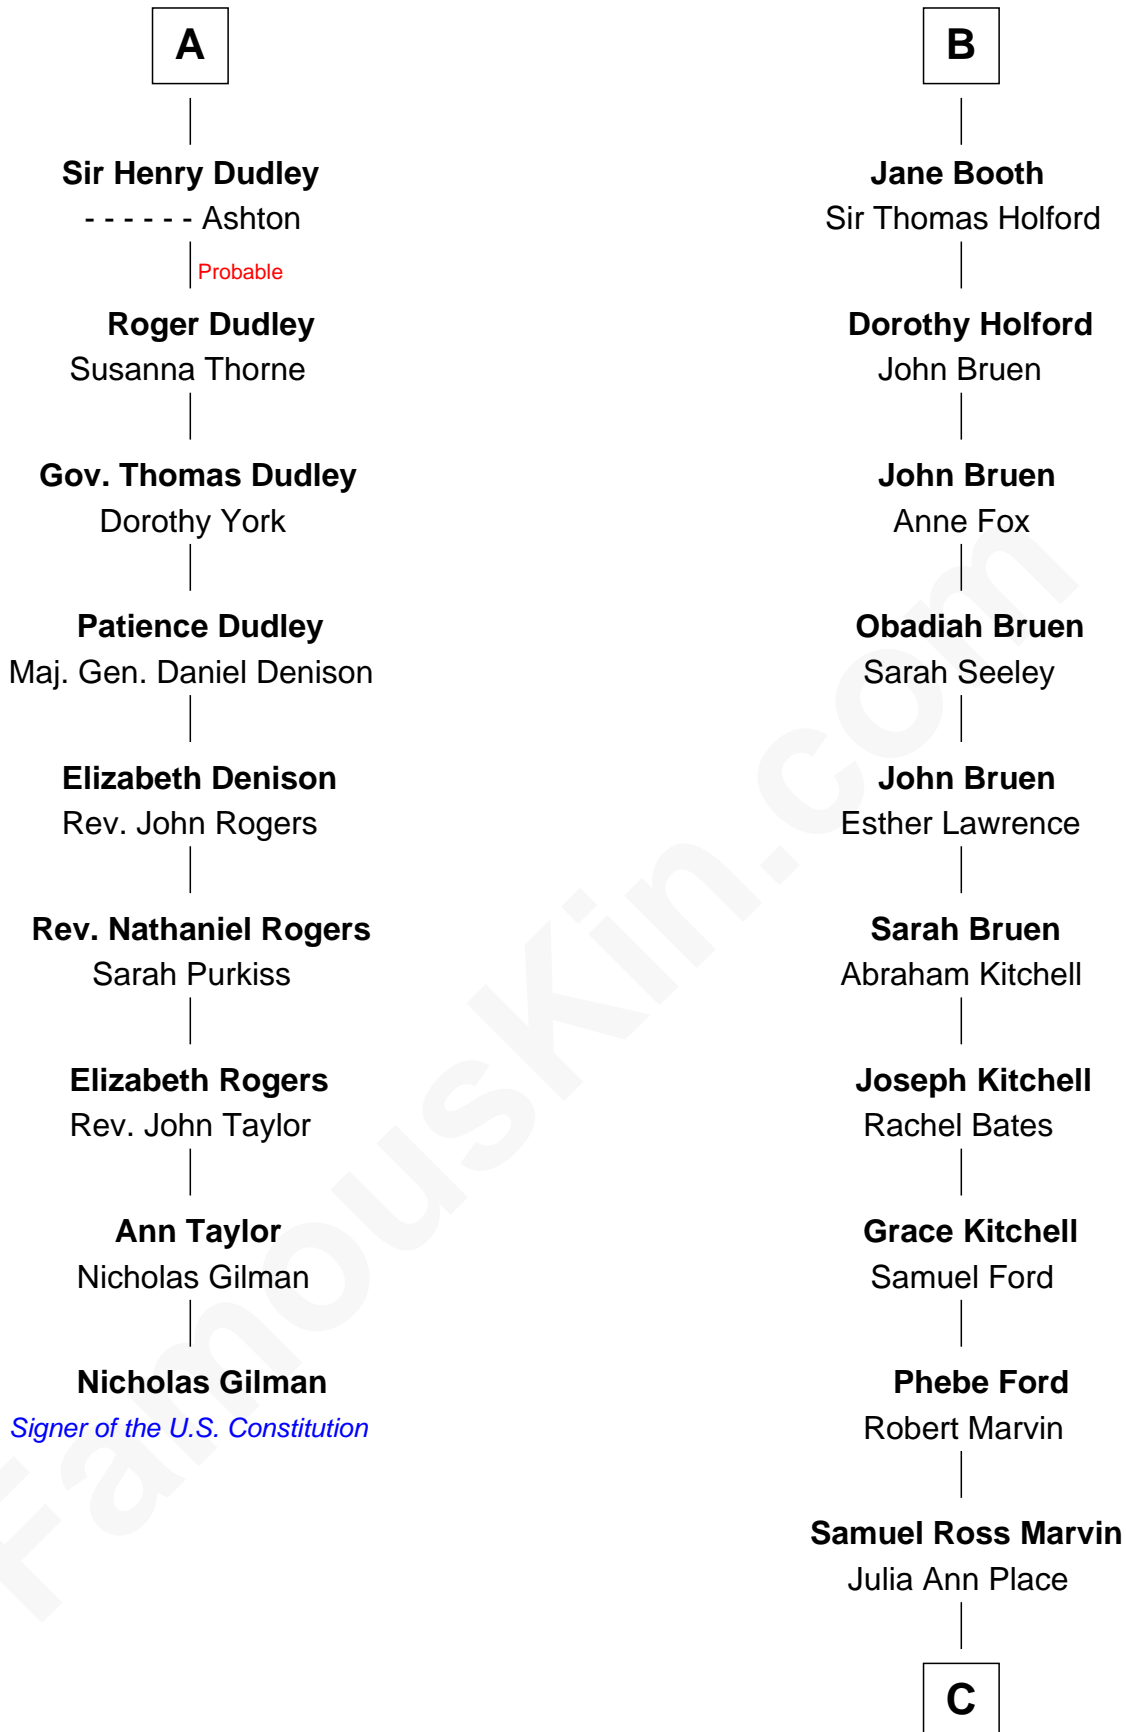 A
Sir Henry Dudley
- - - - - - Ashton
Probable
Roger Dudley
Susanna Thorne
Gov. Thomas Dudley
Dorothy York
Patience Dudley
Maj. Gen. Daniel Denison
Elizabeth Denison
Rev. John Rogers
Rev. Nathaniel Rogers
Sarah Purkiss
Elizabeth Rogers
Rev. John Taylor
Ann Taylor
Nicholas Gilman
Nicholas Gilman
Signer of the U.S. Constitution
B
Jane Booth
Sir Thomas Holford
Dorothy Holford
John Bruen
John Bruen
Anne Fox
Obadiah Bruen
Sarah Seeley
John Bruen
Esther Lawrence
Sarah Bruen
Abraham Kitchell
Joseph Kitchell
Rachel Bates
Grace Kitchell
Samuel Ford
Phebe Ford
Robert Marvin
Samuel Ross Marvin
Julia Ann Place
C
FamousKin.com